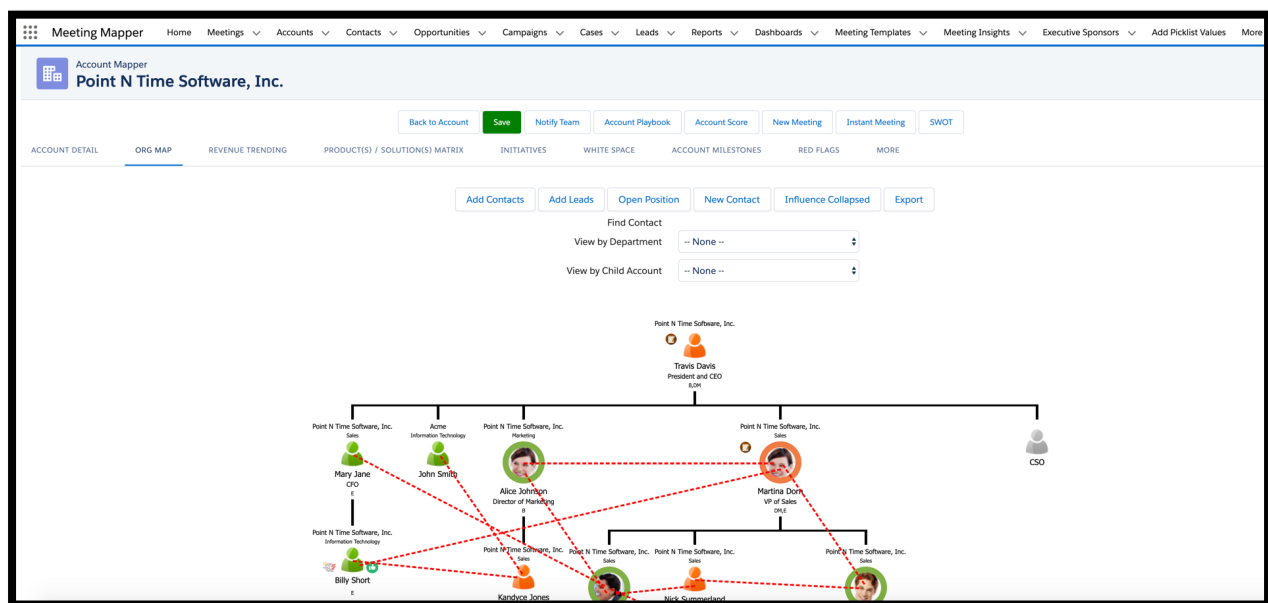 Meeting Mapper Home Meetings Accounts Contacts Opportunities Campaigns Cases Leads Reports Dashboards Meeting Templates Meeting Insights Executive Sponsors Add Picklist Values More
Account Mapper
Point N Time Software, Inc.
Back to Account Save Notify Team Account Playbook Account Score New Meeting Instant Meeting SWOT
ACCOUNT DETAIL ORG MAP REVENUE TRENDING PRODUCT(S) / SOLUTION(S) MATRIX INITIATIVES WHITE SPACE ACCOUNT MILESTONES RED FLAGS MORE
Add Contacts Add Leads Open Position New Contact Influence Collapsed Export
Find Contact
View by Department -- None --
View by Child Account -- None --
Point N Time Software, Inc.
Travis Davis
President and CEO
B,DM
Point N Time Software, Inc. Acme Point N Time Software, Inc. Point N Time Software, Inc.
Sales Information Technology Marketing Sales
Mary Jane John Smith CSO
CFO
E
Alice Johnson Martina Dorn
Director of Marketing VP of Sales
B DM,E
Point N Time Software, Inc.
Information Technology
Point N Time Software, Inc. Point N Time Software, Inc. Point N Time Software, Inc. Point N Time Software, Inc.
Sales Sales Sales Sales
Billy Short
E
Kandyce Jones Nick Summerland